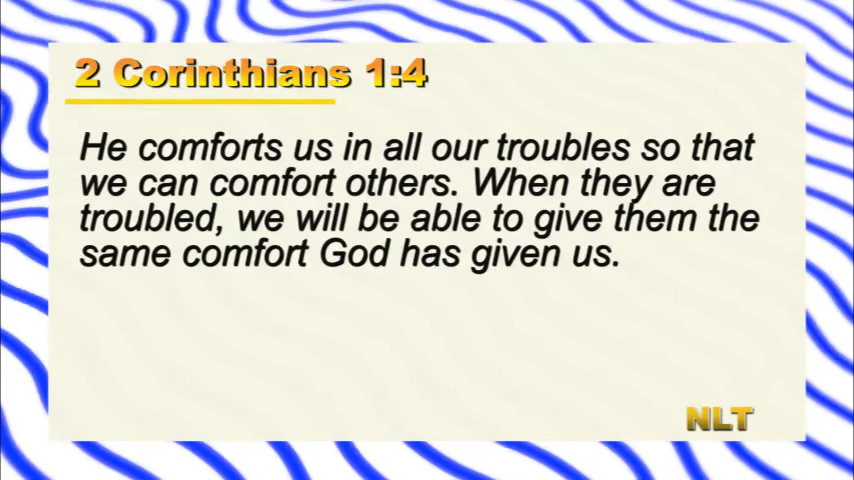 2 Corinthians 1:4
He comforts us in all our troubles so that
we can comfort others. When they are
troubled, we will be able to give them the
same comfort God has given us.
NLT